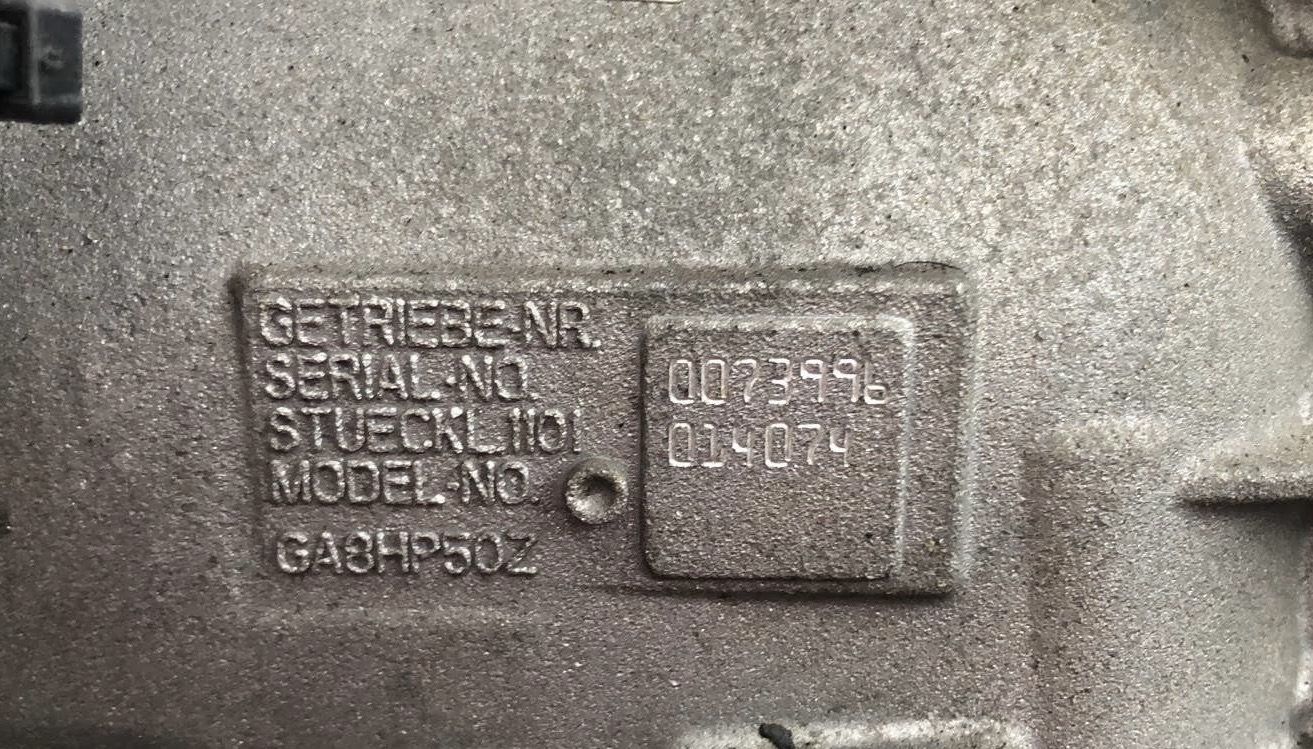 GETRIEBE-NR.
SERIAL-NO.
0073996
STUECKL.1101
014074
MODEL-NO.
GA8HP50Z